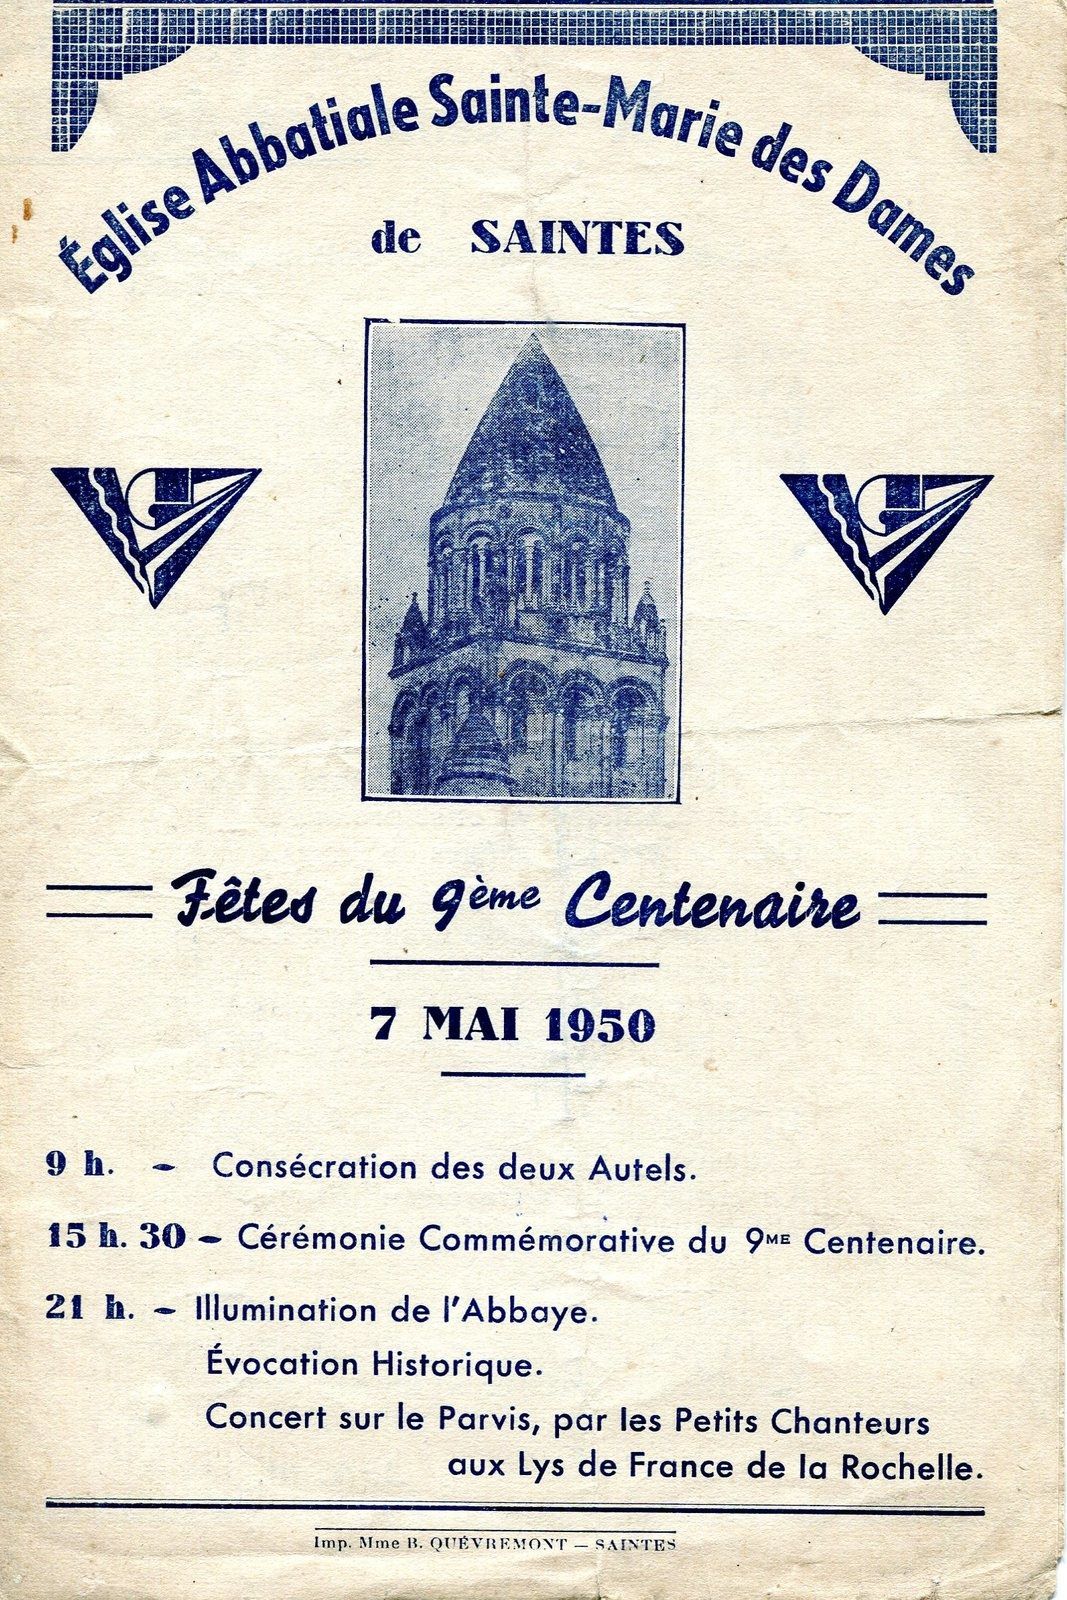 Église Abbatiale Sainte-Marie des Dames
de SAINTES
Fêtes du 9ème Centenaire
7 MAI 1950
9 h. - Consécration des deux Autels.
15 h. 30 - Cérémonie Commémorative du 9ME Centenaire.
21 h. - Illumination de l'Abbaye.
Évocation Historique.
Concert sur le Parvis, par les Petits Chanteurs
aux Lys de France de la Rochelle.
Imp. Mme B. QUÉVREMONT — SAINTES